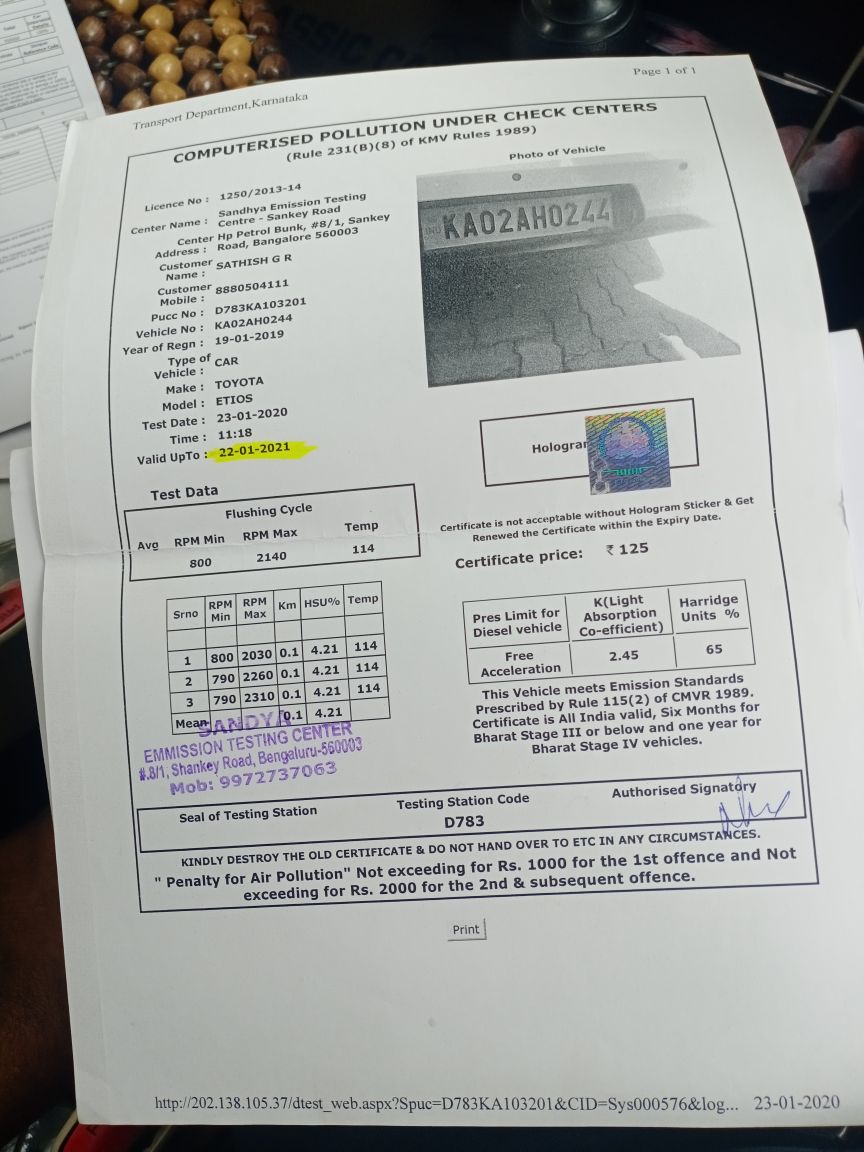 Transport Department,Karnataka
Page 1 of 1
COMPUTERISED POLLUTION UNDER CHECK CENTERS
(Rule 231(B)(8) of KMV Rules 1989)
Licence No : 1250/2013-14
Center Name : Sandhya Emission Testing
Centre - Sankey Road
Center Address : Hp Petrol Bunk, #8/1, Sankey
Road, Bangalore 560003
Customer Name : SATHISH G R
Customer Mobile : 8880504111
Pucc No : D783KA103201
Vehicle No : KA02AH0244
Year of Regn : 19-01-2019
Type of Vehicle : CAR
Make : TOYOTA
Model : ETIOS
Test Date : 23-01-2020
Time : 11:18
Valid UpTo : 22-01-2021
Photo of Vehicle
IND KA02AH0244
Hologra
Certificate is not acceptable without Hologram Sticker & Get
Renewed the Certificate within the Expiry Date.
Certificate price: ₹ 125
Test Data
Flushing Cycle
Avg RPM Min RPM Max Temp
800 2140 114
Srno RPM Min RPM Max Km HSU% Temp
1 800 2030 0.1 4.21 114
2 790 2260 0.1 4.21 114
3 790 2310 0.1 4.21 114
Mean 0.1 4.21
SANDYA
EMMISSION TESTING CENTER
#.8/1, Shankey Road, Bengaluru-560003
Mob: 9972737063
Pres Limit for Diesel vehicle K(Light Absorption Co-efficient) Harridge Units %
Free Acceleration 2.45 65
This Vehicle meets Emission Standards
Prescribed by Rule 115(2) of CMVR 1989.
Certificate is All India valid, Six Months for
Bharat Stage III or below and one year for
Bharat Stage IV vehicles.
Seal of Testing Station
Testing Station Code
D783
Authorised Signatory
KINDLY DESTROY THE OLD CERTIFICATE & DO NOT HAND OVER TO ETC IN ANY CIRCUMSTANCES.
" Penalty for Air Pollution" Not exceeding for Rs. 1000 for the 1st offence and Not
exceeding for Rs. 2000 for the 2nd & subsequent offence.
Print
http://202.138.105.37/dtest_web.aspx?Spuc=D783KA103201&CID=Sys000576&log... 23-01-2020